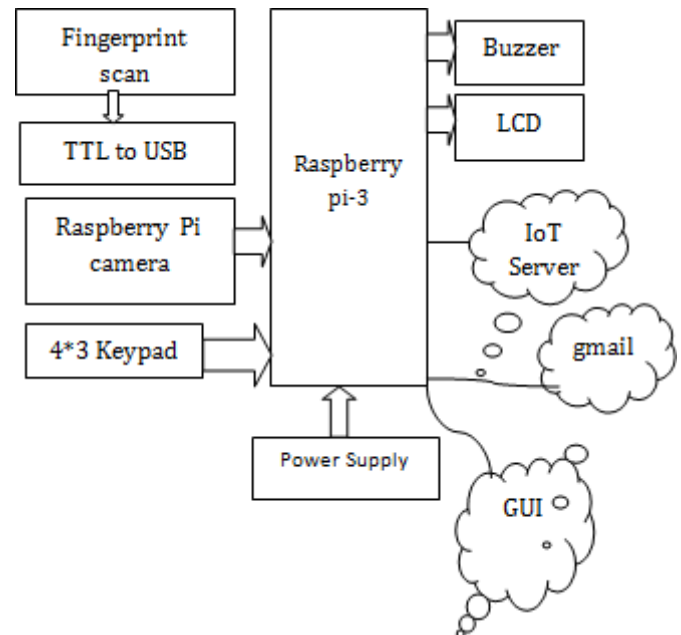 Fingerprint
scan
TTL to USB
Raspberry Pi
camera
4*3 Keypad
Raspberry
pi-3
Power Supply
Buzzer
LCD
IoT
Server
gmail
GUI